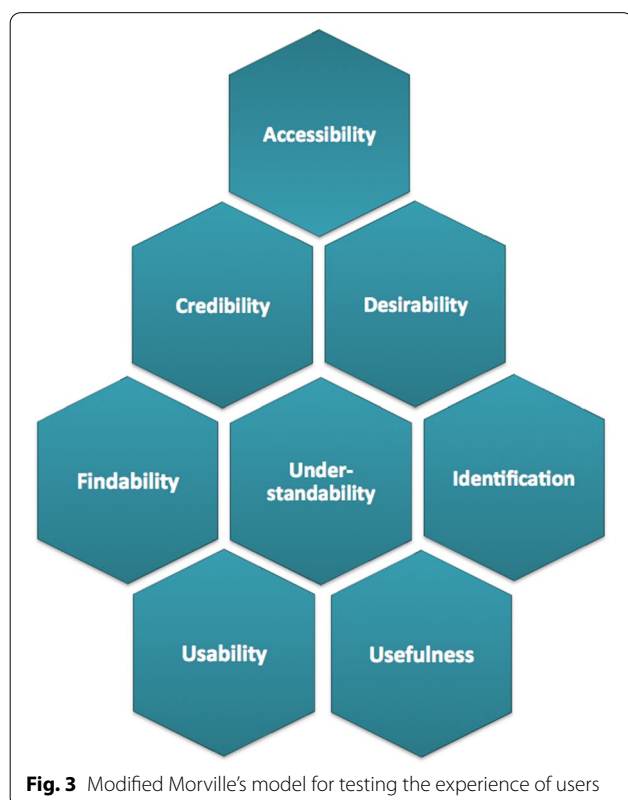 Accessibility
Credibility
Desirability
Findability
Under-
standability
Identification
Usability
Usefulness
Fig. 3 Modified Morville's model for testing the experience of users